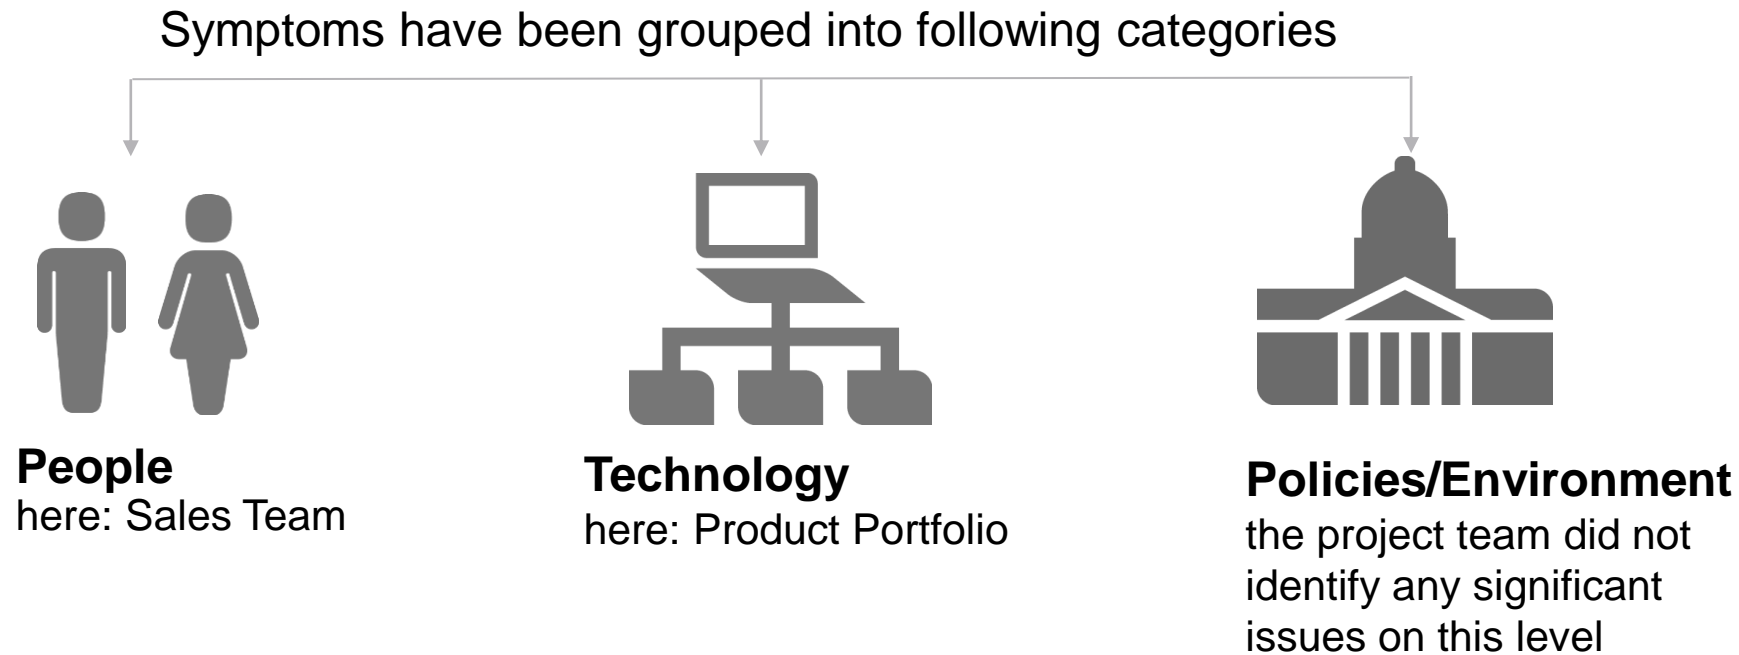 Symptoms have been grouped into following categories
People
here: Sales Team
Technology
here: Product Portfolio
Policies/Environment
the project team did not
identify any significant
issues on this level